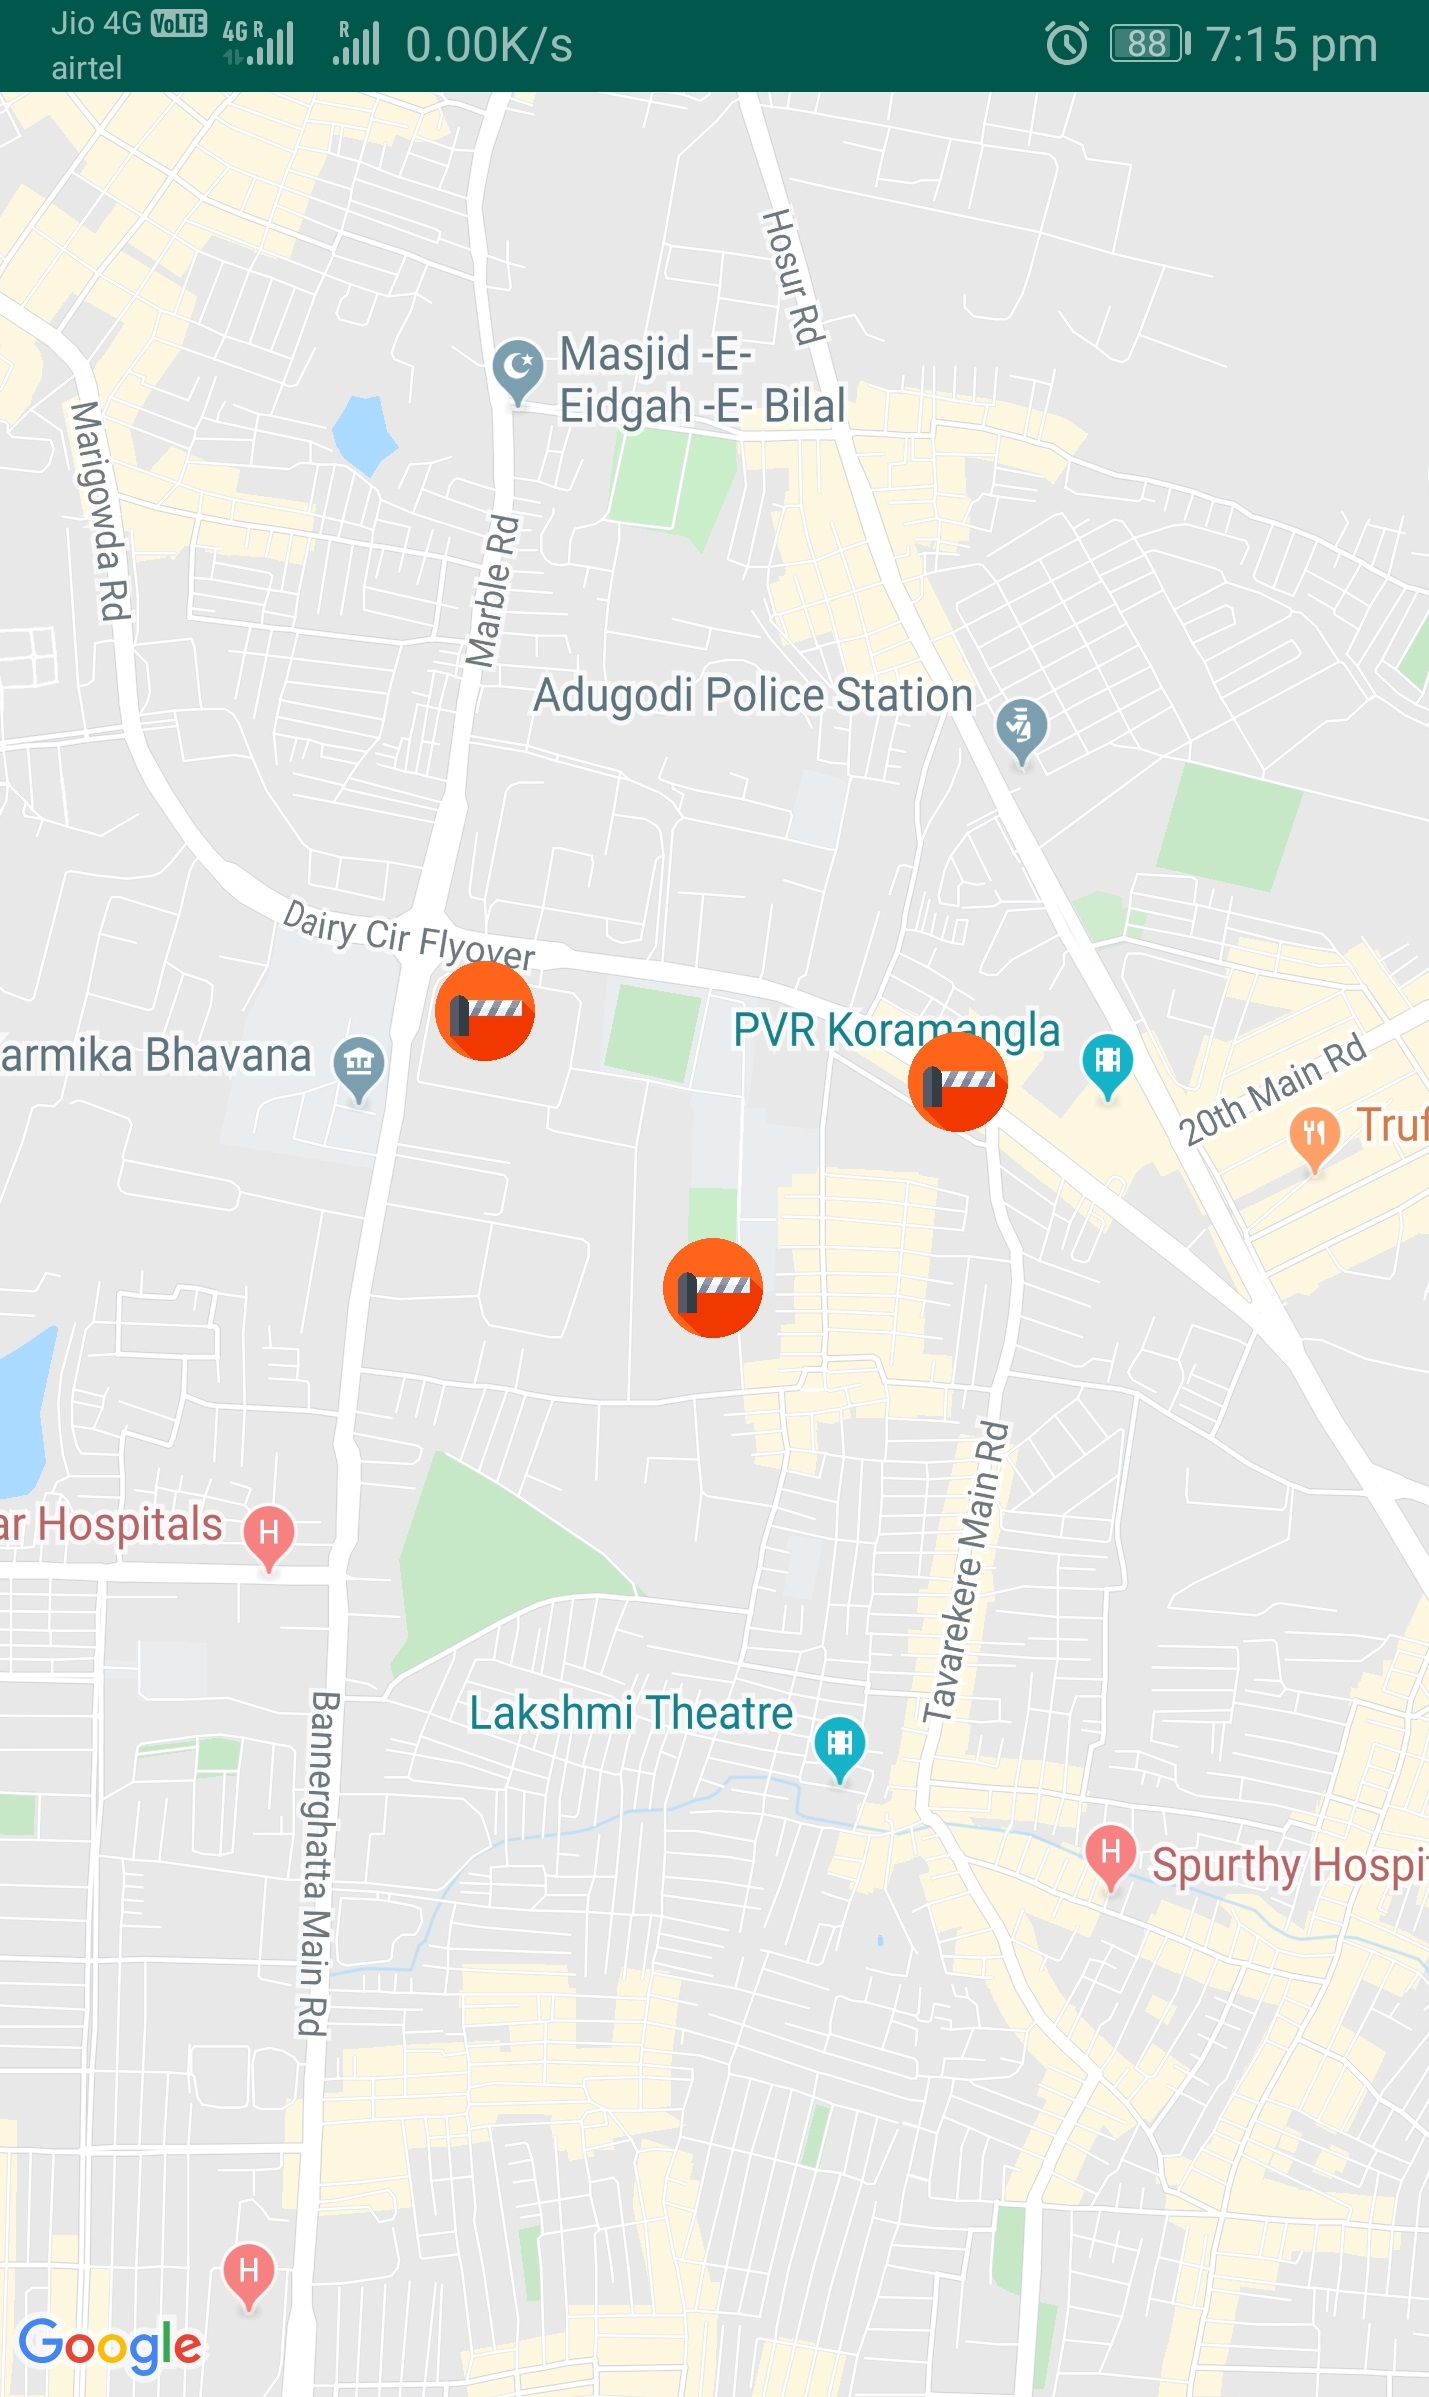 Jio 4G VoLTE 4G R R 0.00K/s 88 7:15 pm
airtel
Hosur Rd
Masjid -E-
Eidgah -E- Bilal
Marigowda Rd
Marble Rd
Adugodi Police Station
Dairy Cir Flyover
PVR Koramangla
armika Bhavana
20th Main Rd
Truf
ar Hospitals
H
Tavarekere Main Rd
Lakshmi Theatre
Bannerghatta Main Rd
H
Spurthy Hospit
H
Google